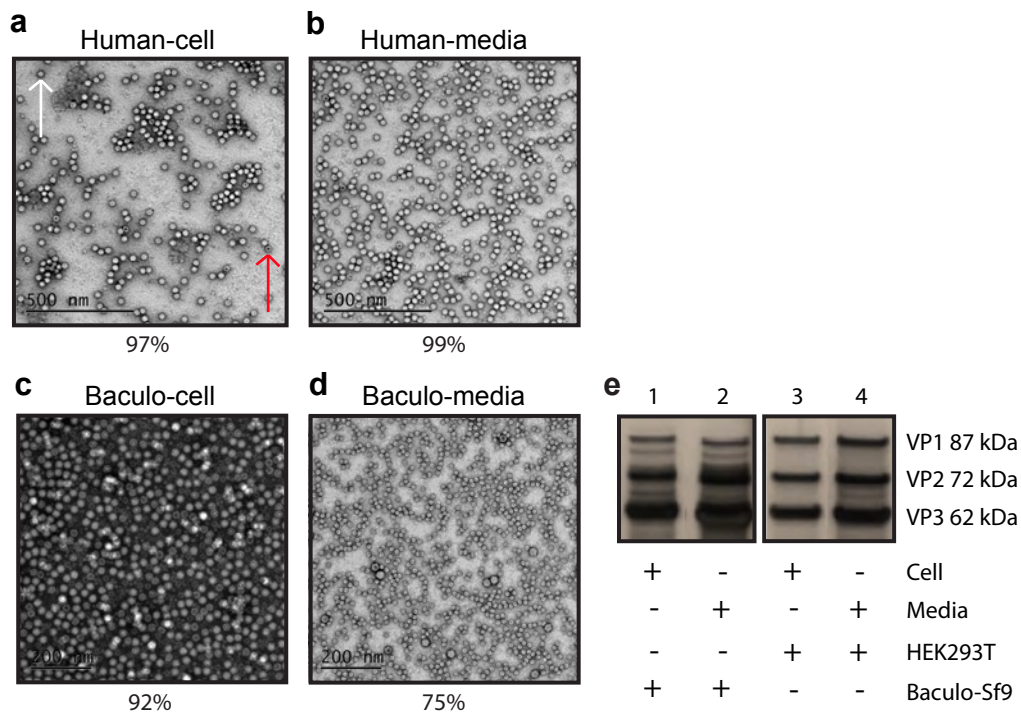 a
Human-cell
500 nm
97%
b
Human-media
500 nm
99%
c
Baculo-cell
200 nm
92%
d
Baculo-media
200 nm
75%
e
1 2 3 4
VP1 87 kDa
VP2 72 kDa
VP3 62 kDa
+ - + - Cell
- + - + Media
- - + + HEK293T
+ + - - Baculo-Sf9